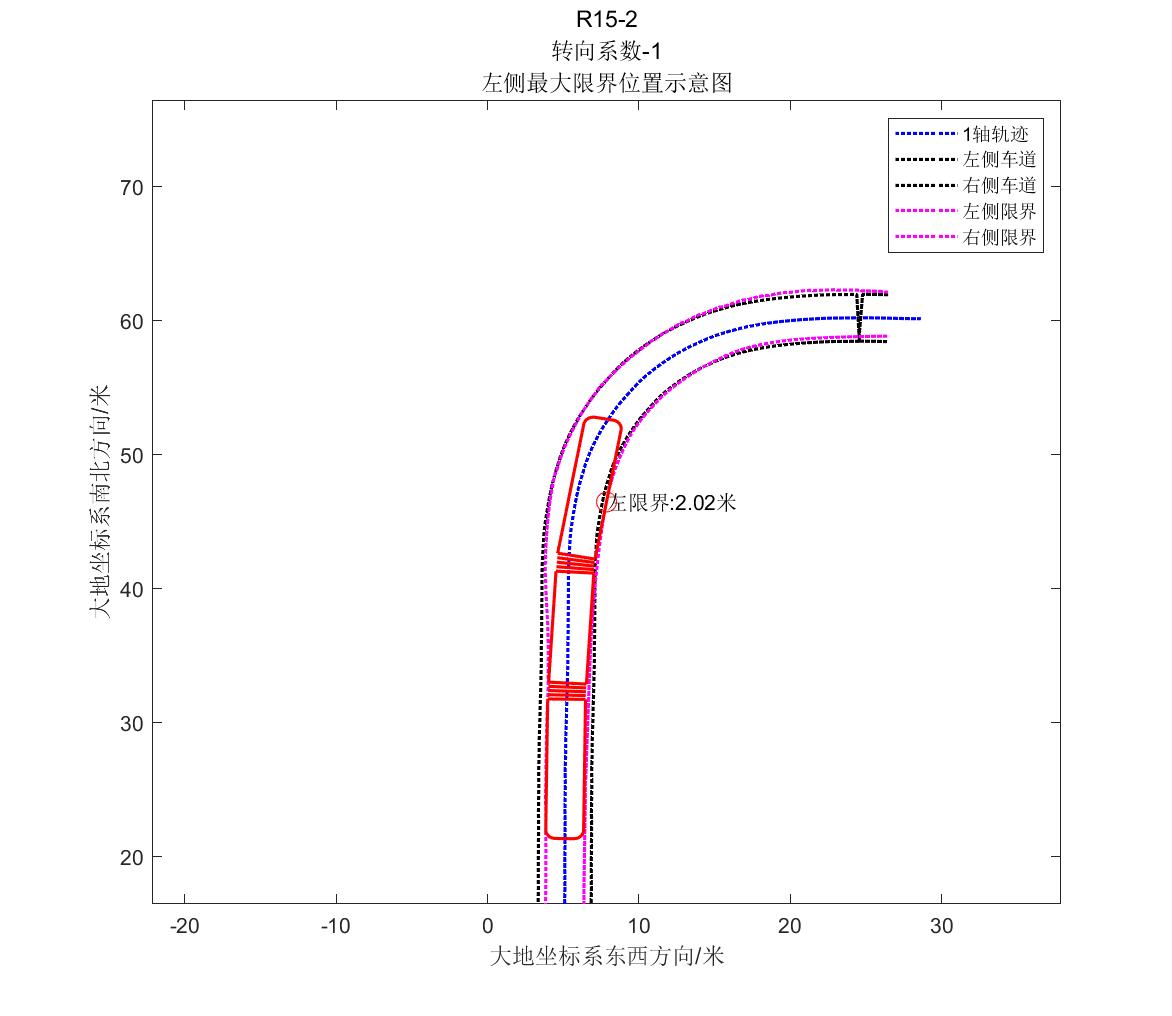 R15-2
转向系数-1
左侧最大限界位置示意图
1轴轨迹
左侧车道
右侧车道
左侧限界
右侧限界
70
60
50
40
30
20
大地坐标系南北方向/米
左限界:2.02米
-20
-10
0
10
20
30
大地坐标系东西方向/米